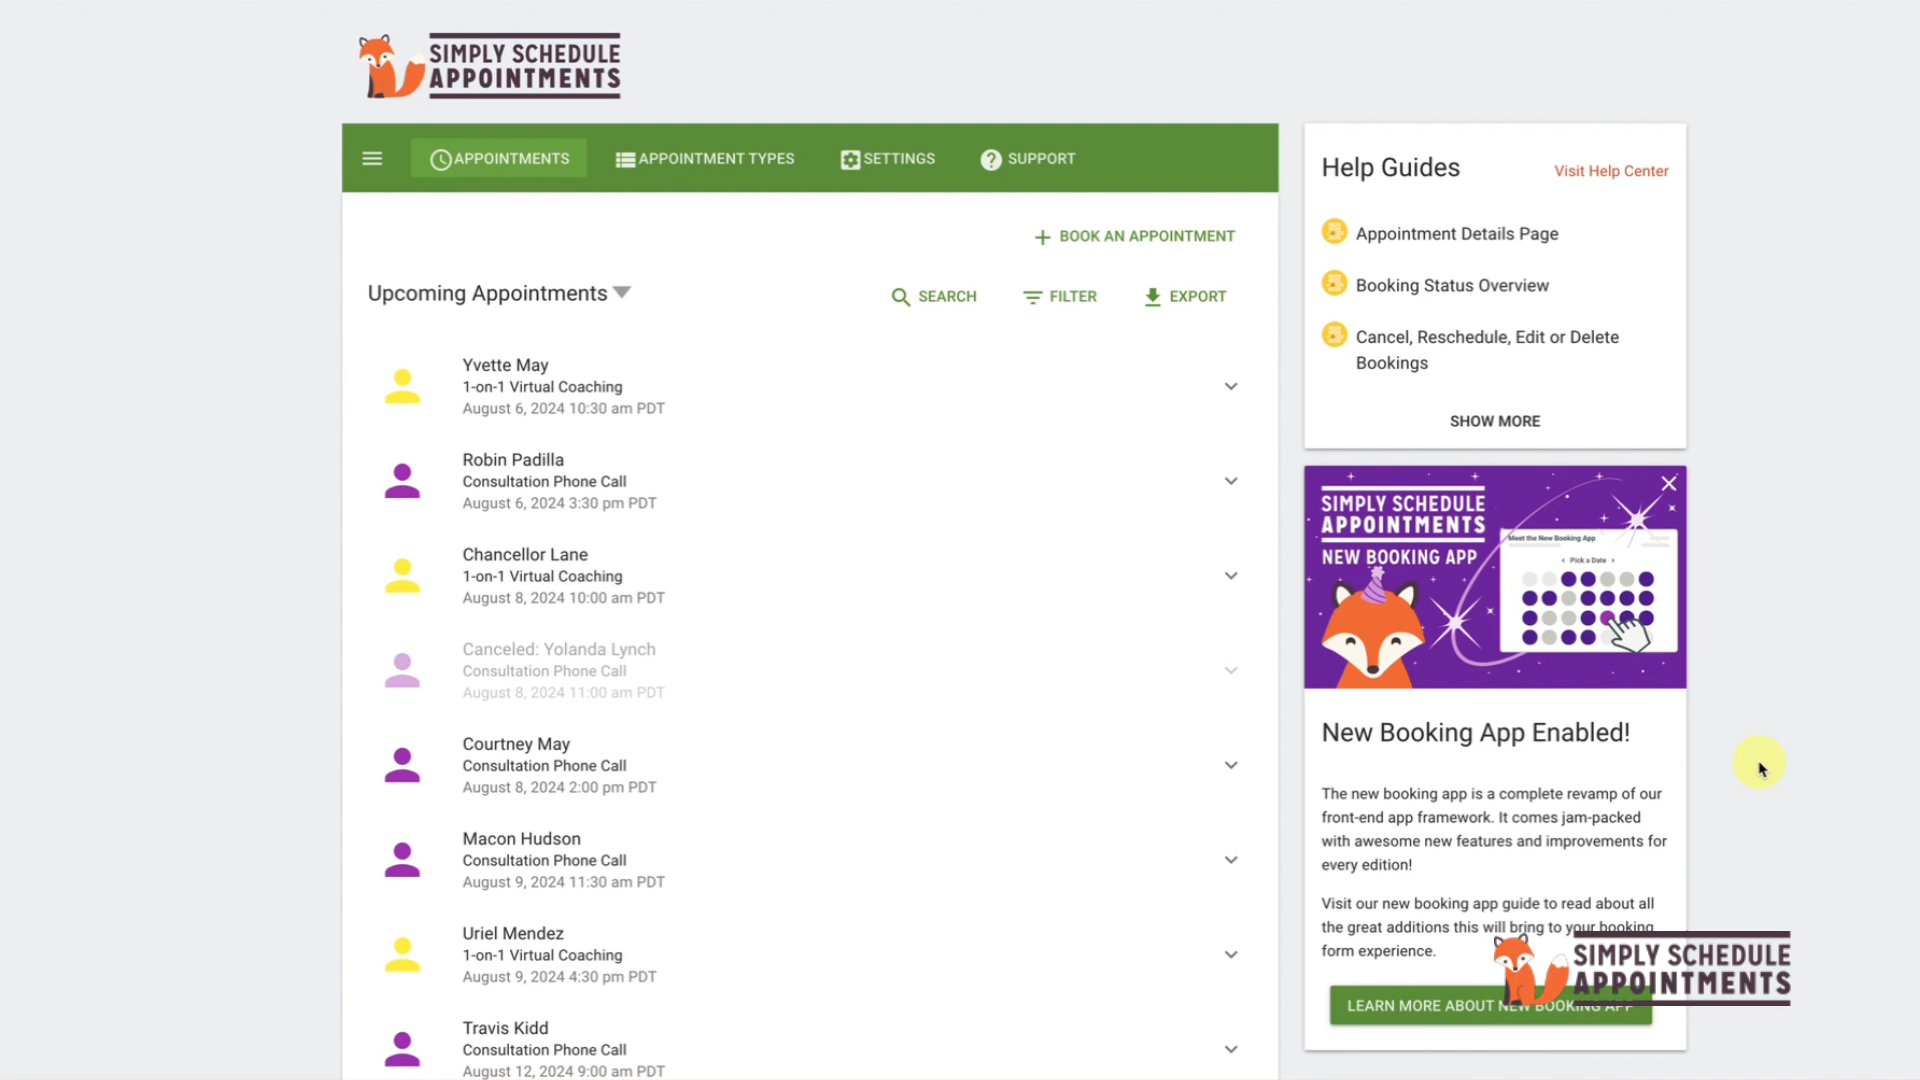 SIMPLY SCHEDULE
APPOINTMENTS
APPOINTMENTS
APPOINTMENT TYPES
SETTINGS
SUPPORT
BOOK AN APPOINTMENT
Upcoming Appointments
SEARCH
FILTER
EXPORT
Yvette May
1-on-1 Virtual Coaching
August 6, 2024 10:30 am PDT
Robin Padilla
Consultation Phone Call
August 6, 2024 3:30 pm PDT
Chancellor Lane
1-on-1 Virtual Coaching
August 8, 2024 10:00 am PDT
Canceled: Yolanda Lynch
Consultation Phone Call
August 8, 2024 11:00 am PDT
Courtney May
Consultation Phone Call
August 8, 2024 2:00 pm PDT
Macon Hudson
Consultation Phone Call
August 9, 2024 11:30 am PDT
Uriel Mendez
1-on-1 Virtual Coaching
August 9, 2024 4:30 pm PDT
Travis Kidd
Consultation Phone Call
August 12, 2024 9:00 am PDT
Help Guides
Visit Help Center
Appointment Details Page
Booking Status Overview
Cancel, Reschedule, Edit or Delete
Bookings
SHOW MORE
SIMPLY SCHEDULE
APPOINTMENTS
NEW BOOKING APP
Meet the New Booking App
Pick a Date
New Booking App Enabled!
The new booking app is a complete revamp of our
front-end app framework. It comes jam-packed
with awesome new features and improvements for
every edition!
Visit our new booking app guide to read about all
the great additions this will bring to your booking
form experience.
LEARN MORE ABOUT NEW BOOKING APP
SIMPLY SCHEDULE
APPOINTMENTS